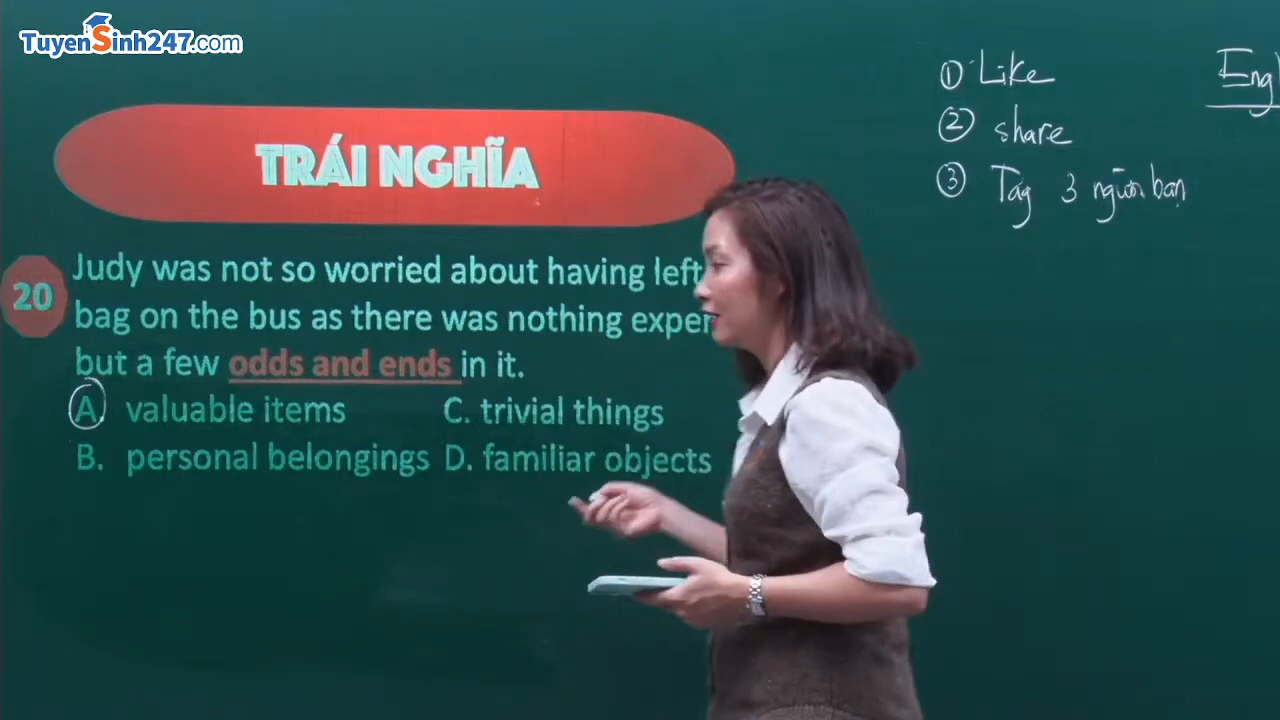 TuyenSinh247.com
① Like
② share
③ Tag 3 người bạn
TRÁI NGHĨA
20
Judy was not so worried about having left
bag on the bus as there was nothing exper
but a few odds and ends in it.
A valuable items C. trivial things
B. personal belongings D. familiar objects